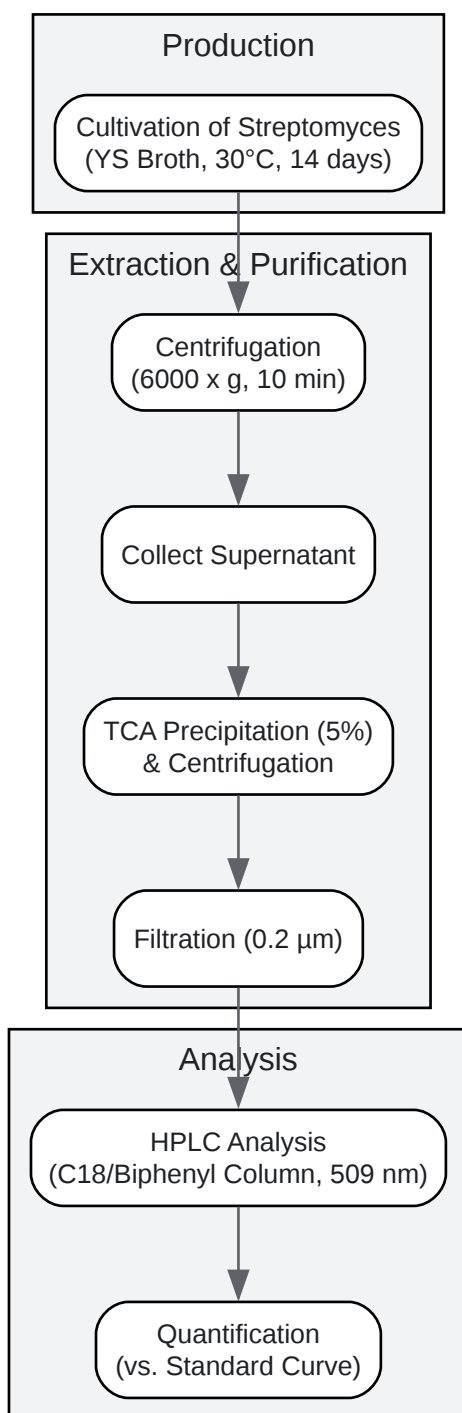 Production
Cultivation of Streptomyces
(YS Broth, 30°C, 14 days)
Extraction & Purification
Centrifugation
(6000 x g, 10 min)
Collect Supernatant
TCA Precipitation (5%)
& Centrifugation
Filtration (0.2 µm)
Analysis
HPLC Analysis
(C18/Biphenyl Column, 509 nm)
Quantification
(vs. Standard Curve)